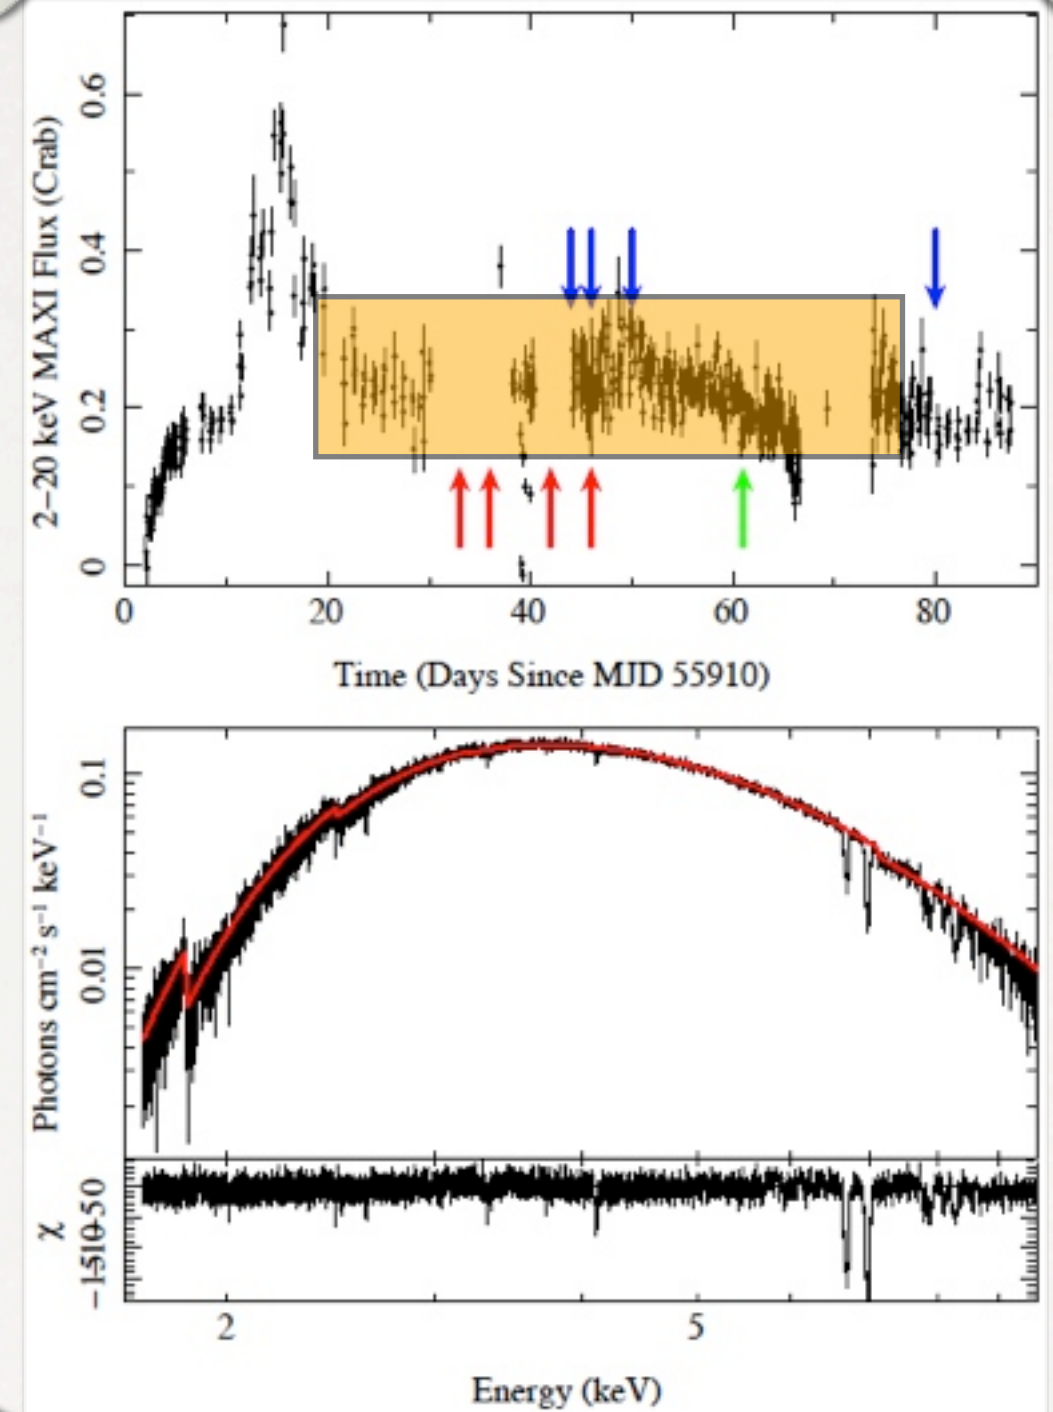 2–20 keV MAXI Flux (Crab)
0.6
0.4
0.2
0
0 20 40 60 80
Time (Days Since MJD 55910)
Photons cm⁻² s⁻¹ keV⁻¹
0.1
0.01
χ
2 5
Energy (keV)